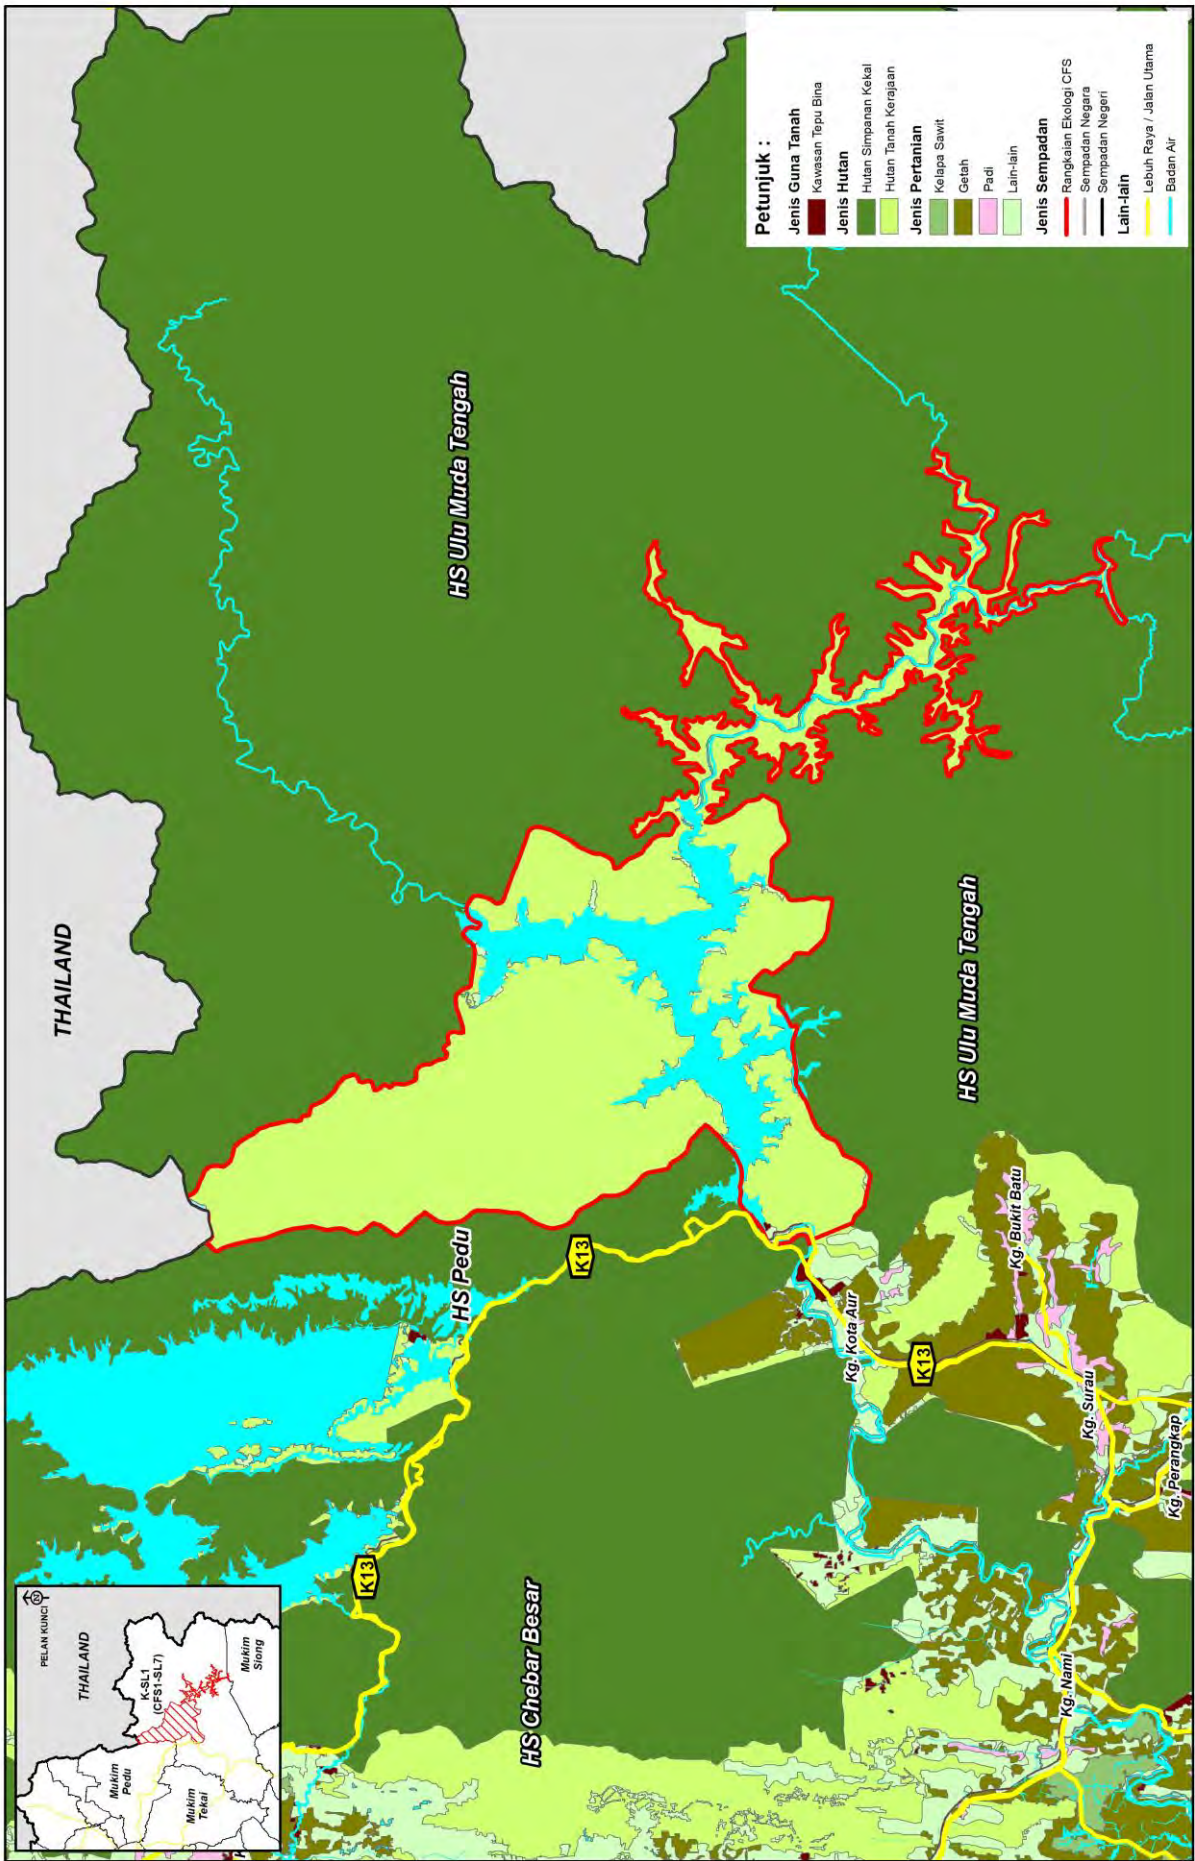 PELAN KUNCI
N
THAILAND
K-SL1
(CFS1-SL7)
Mukim
Pedu
Mukim
Tekai
Mukim
Siong
THAILAND
HS Ulu Muda Tengah
HS Pedu
K13
K13
HS Chebar Besar
Kg. Kota Aur
K13
HS Ulu Muda Tengah
Kg. Bukit Batu
Kg. Surau
Kg. Nami
Kg. Perangkap
Petunjuk :
Jenis Guna Tanah
Kawasan Tepu Bina
Jenis Hutan
Hutan Simpanan Kekal
Hutan Tanah Kerajaan
Jenis Pertanian
Kelapa Sawit
Getah
Padi
Lain-lain
Jenis Sempadan
Rangkaian Ekologi CFS
Sempadan Negara
Sempadan Negeri
Lain-lain
Lebuh Raya / Jalan Utama
Badan Air